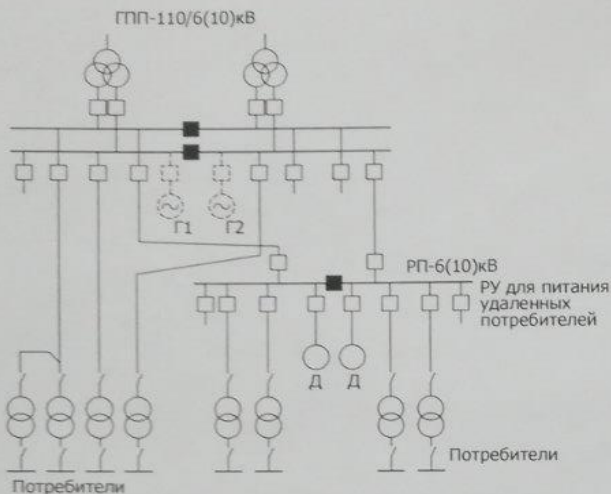 ГПП-110/6(10)кВ
Г1
Г2
РП-6(10)кВ
РУ для питания
удаленных
потребителей
Д
Д
Потребители
Потребители